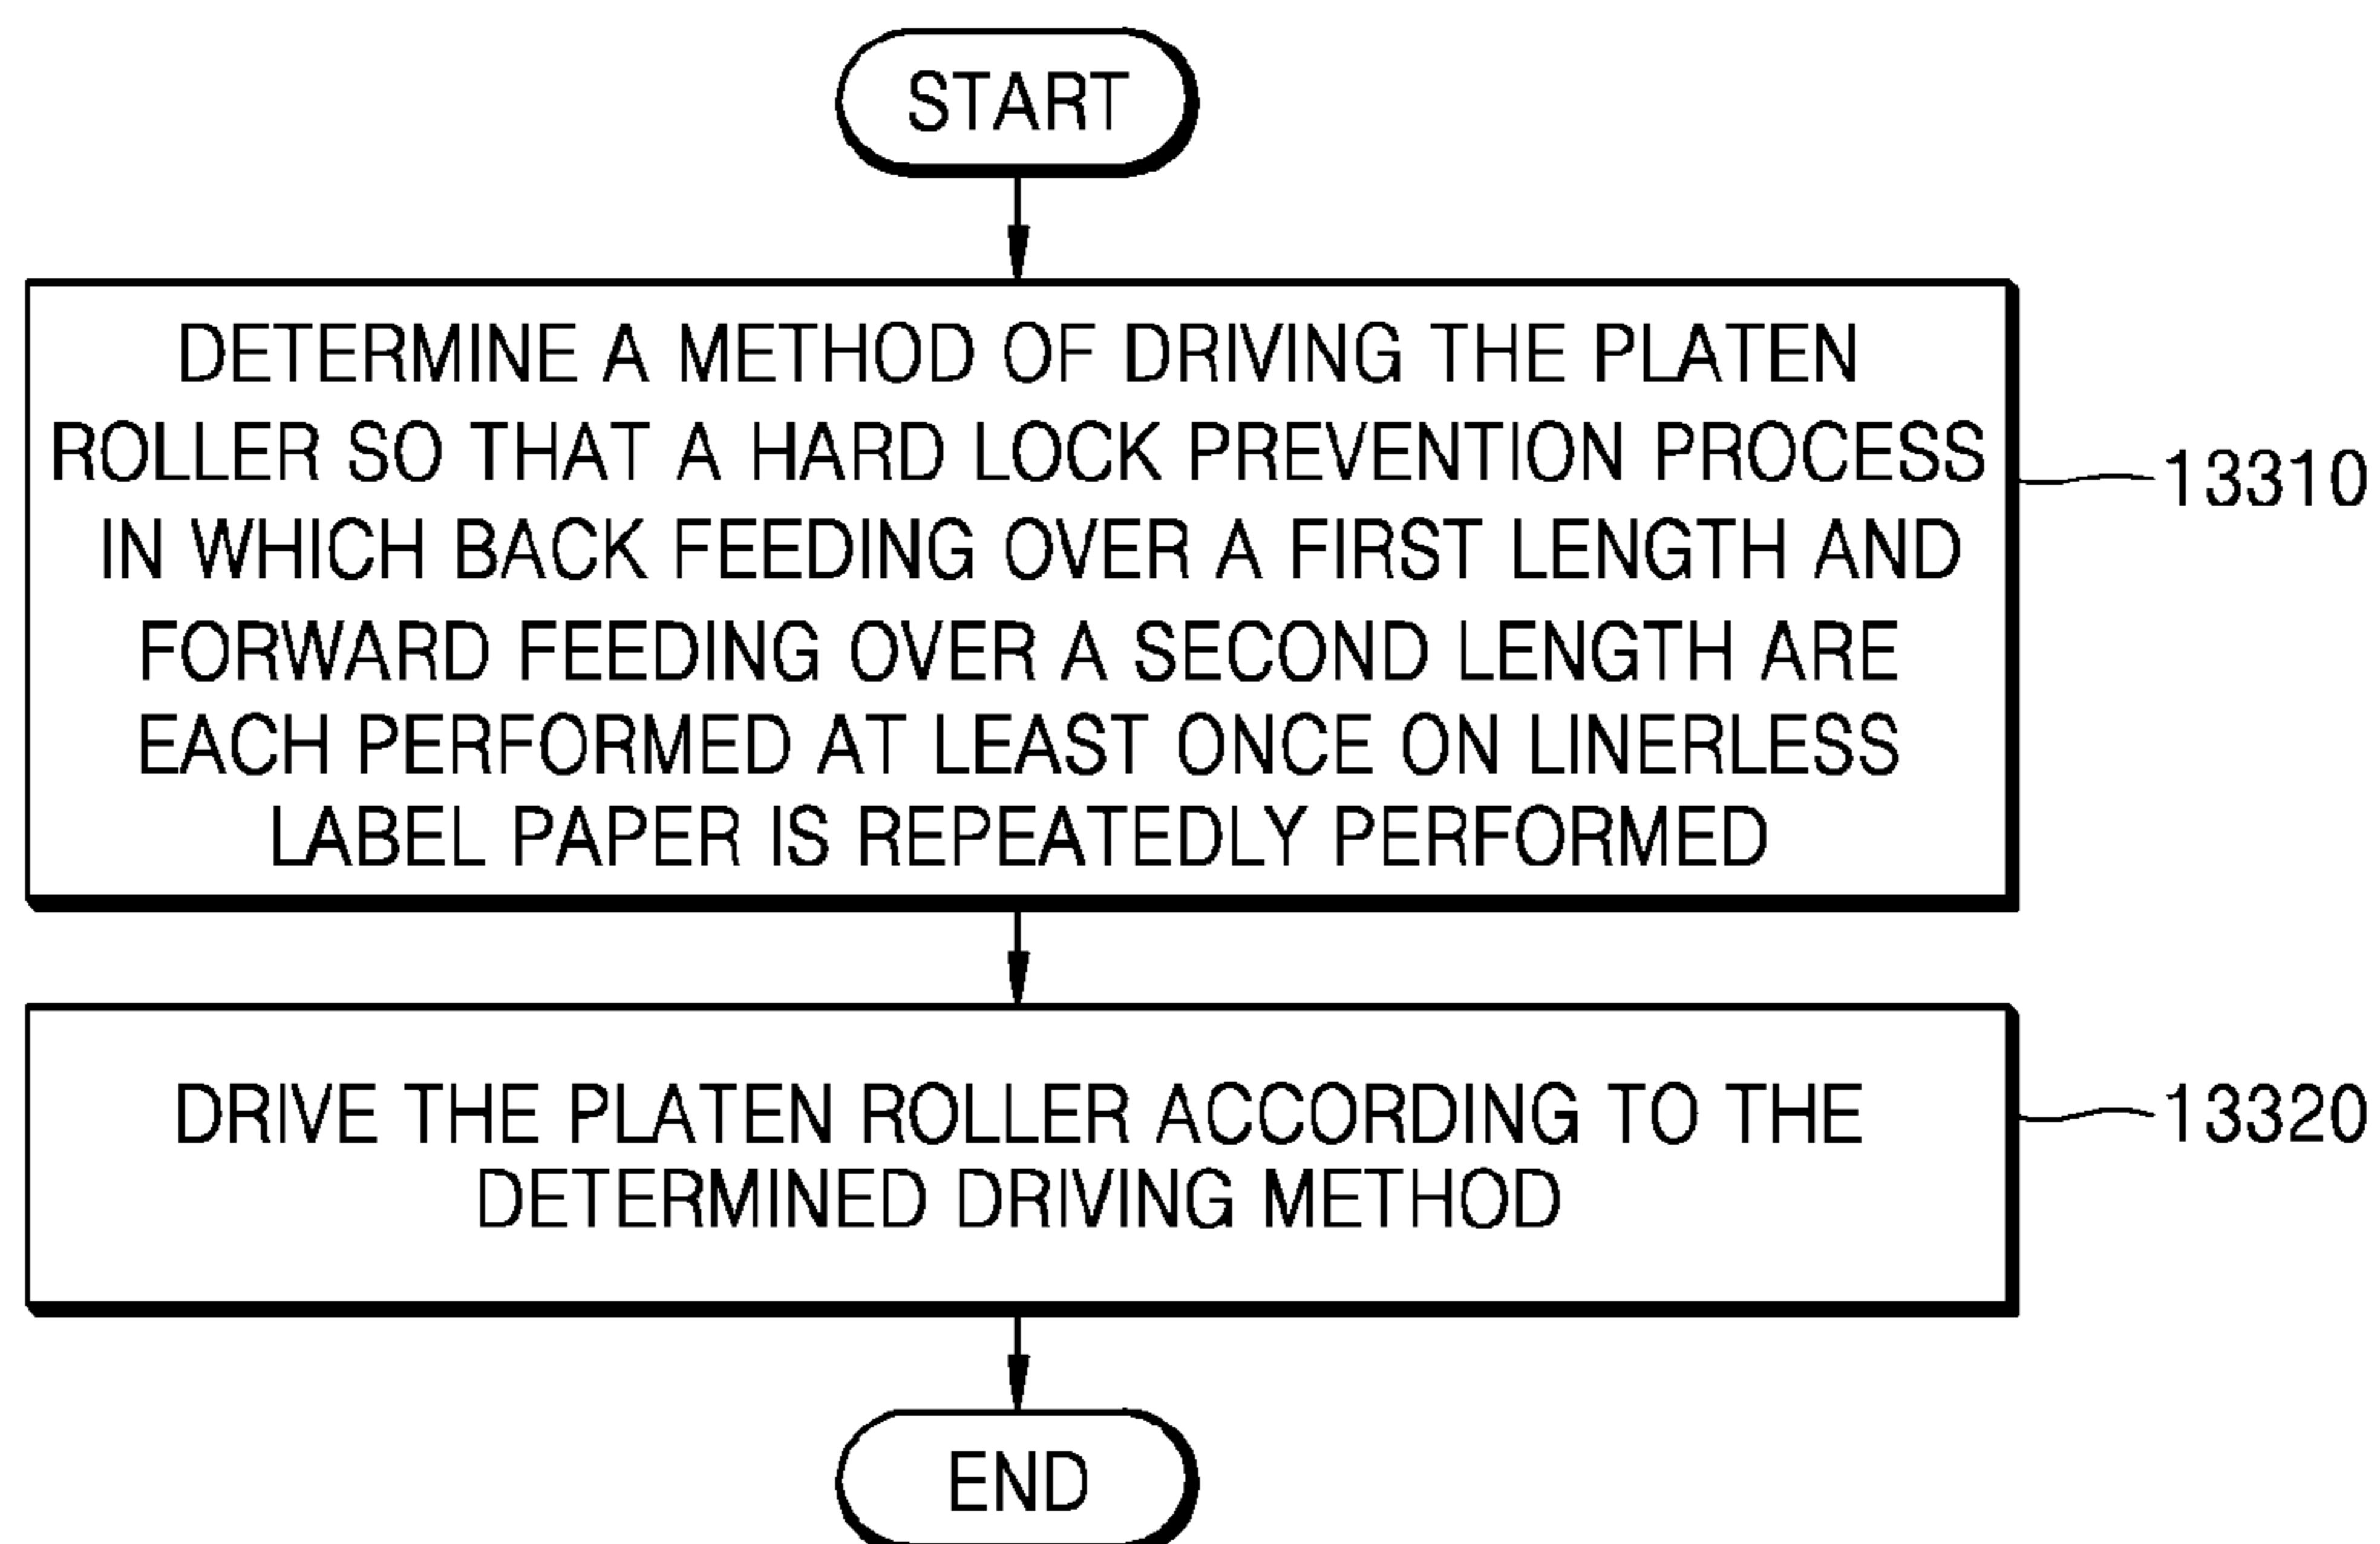 START
DETERMINE A METHOD OF DRIVING THE PLATEN
ROLLER SO THAT A HARD LOCK PREVENTION PROCESS
IN WHICH BACK FEEDING OVER A FIRST LENGTH AND
FORWARD FEEDING OVER A SECOND LENGTH ARE
EACH PERFORMED AT LEAST ONCE ON LINERLESS
LABEL PAPER IS REPEATEDLY PERFORMED
13310
DRIVE THE PLATEN ROLLER ACCORDING TO THE
DETERMINED DRIVING METHOD
13320
END